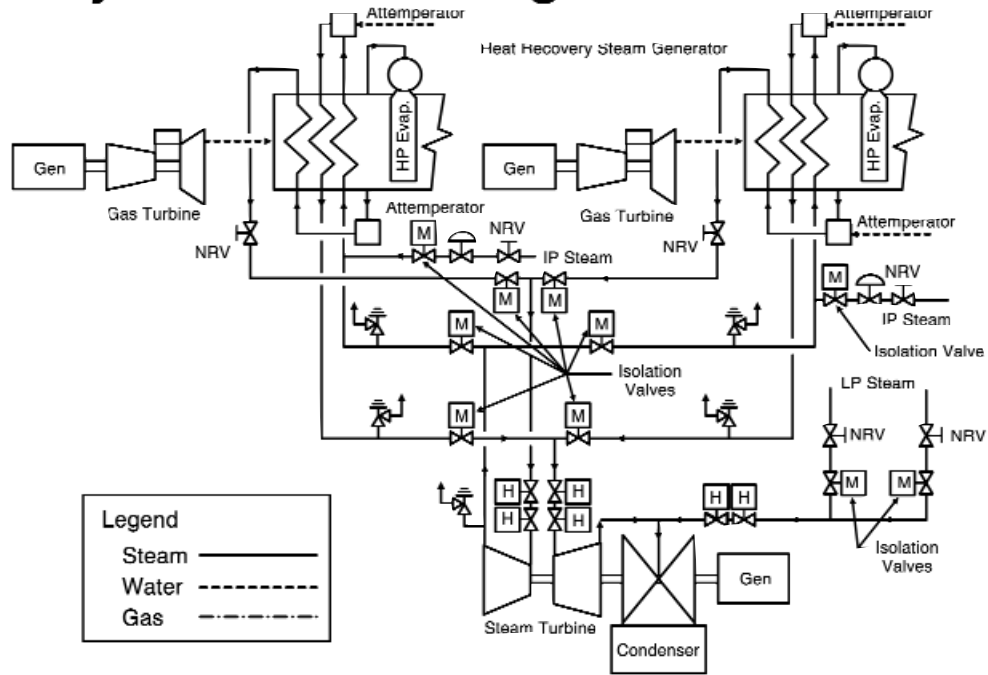 Attemperator
Attemperator
Heat Recovery Steam Generator
HP Evap.
HP Evap.
Gen
Gen
Gas Turbine
Gas Turbine
Attemperator
Attemperator
NRV
NRV
NRV
M
IP Steam
M
M
M
NRV
IP Steam
M
M
Isolation Valve
Isolation
Valves
LP Steam
M
M
NRV
NRV
M
M
H
H
H
H
H
H
Legend
Steam
Water
Gas
Isolation
Valves
Gen
Steam Turbine
Condenser